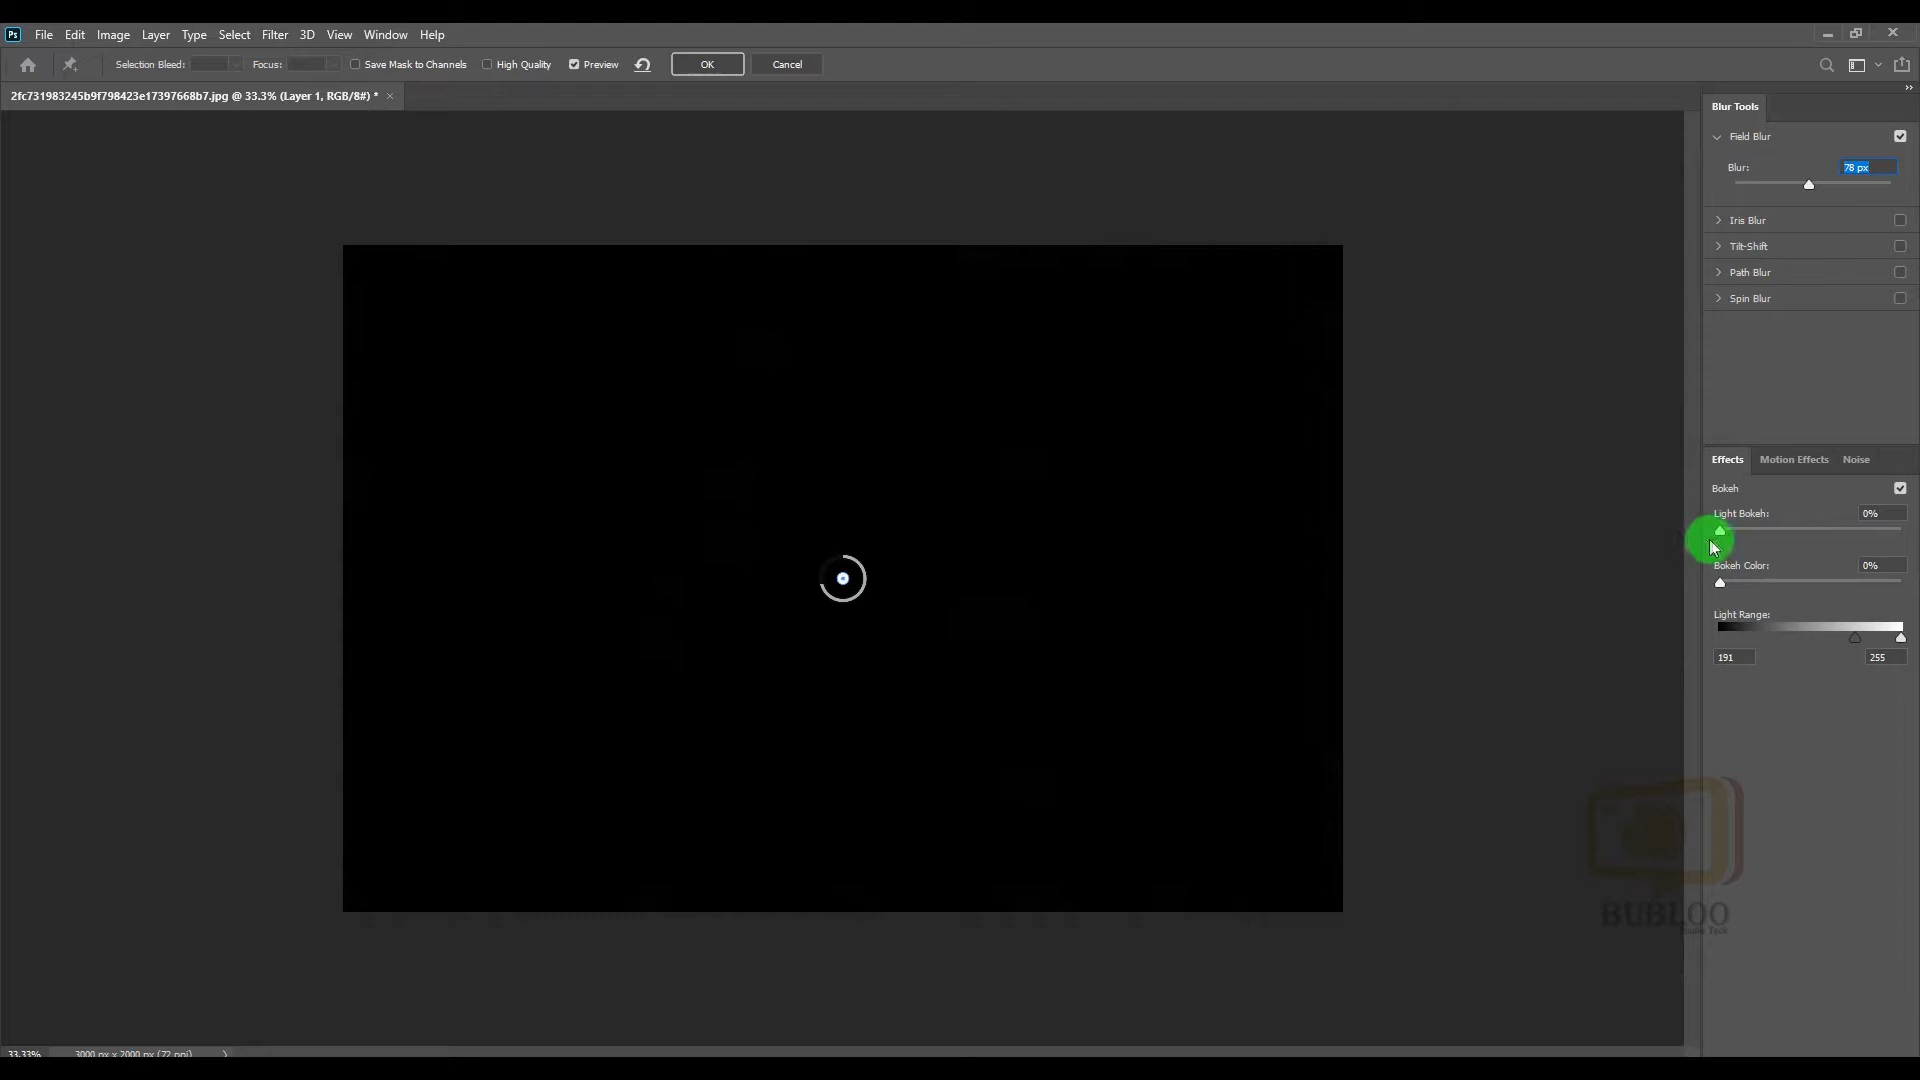 Ps File Edit Image Layer Type Select Filter 3D View Window Help
Selection Bleed: Focus: Save Mask to Channels High Quality Preview OK Cancel
2fc731983245b9f798423e17397668b7.jpg @ 33.3% (Layer 1, RGB/8#) *
Blur Tools
Field Blur
Blur: 78 px
Iris Blur
Tilt-Shift
Path Blur
Spin Blur
Effects Motion Effects Noise
Bokeh
Light Bokeh: 0%
Bokeh Color: 0%
Light Range:
191 255
BUBLOO
33.33% 3000 px x 2000 px (72 ppi)